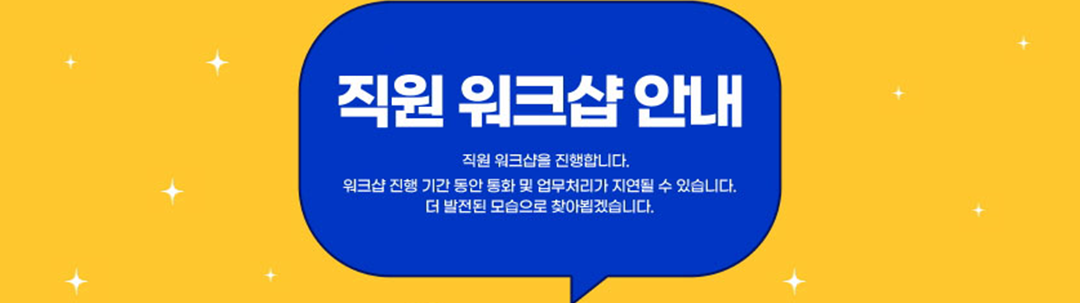 직원 워크샵 안내
직원 워크샵을 진행합니다.
워크샵 진행 기간 동안 통화 및 업무처리가 지연될 수 있습니다.
더 발전된 모습으로 찾아뵙겠습니다.